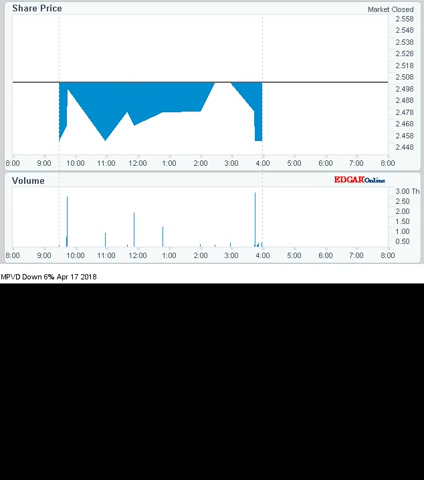 Share Price
Market Closed
2.558
2.548
2.538
2.528
2.518
2.508
2.498
2.488
2.478
2.468
2.458
2.448
8:00 9:00 10:00 11:00 12:00 1:00 2:00 3:00 4:00 5:00 6:00 7:00 8:00
Volume
EDGAROnline
3.00 Th
2.50
2.00
1.50
1.00
0.50
8:00 9:00 10:00 11:00 12:00 1:00 2:00 3:00 4:00 5:00 6:00 7:00 8:00
MPVD Down 6% Apr 17 2018